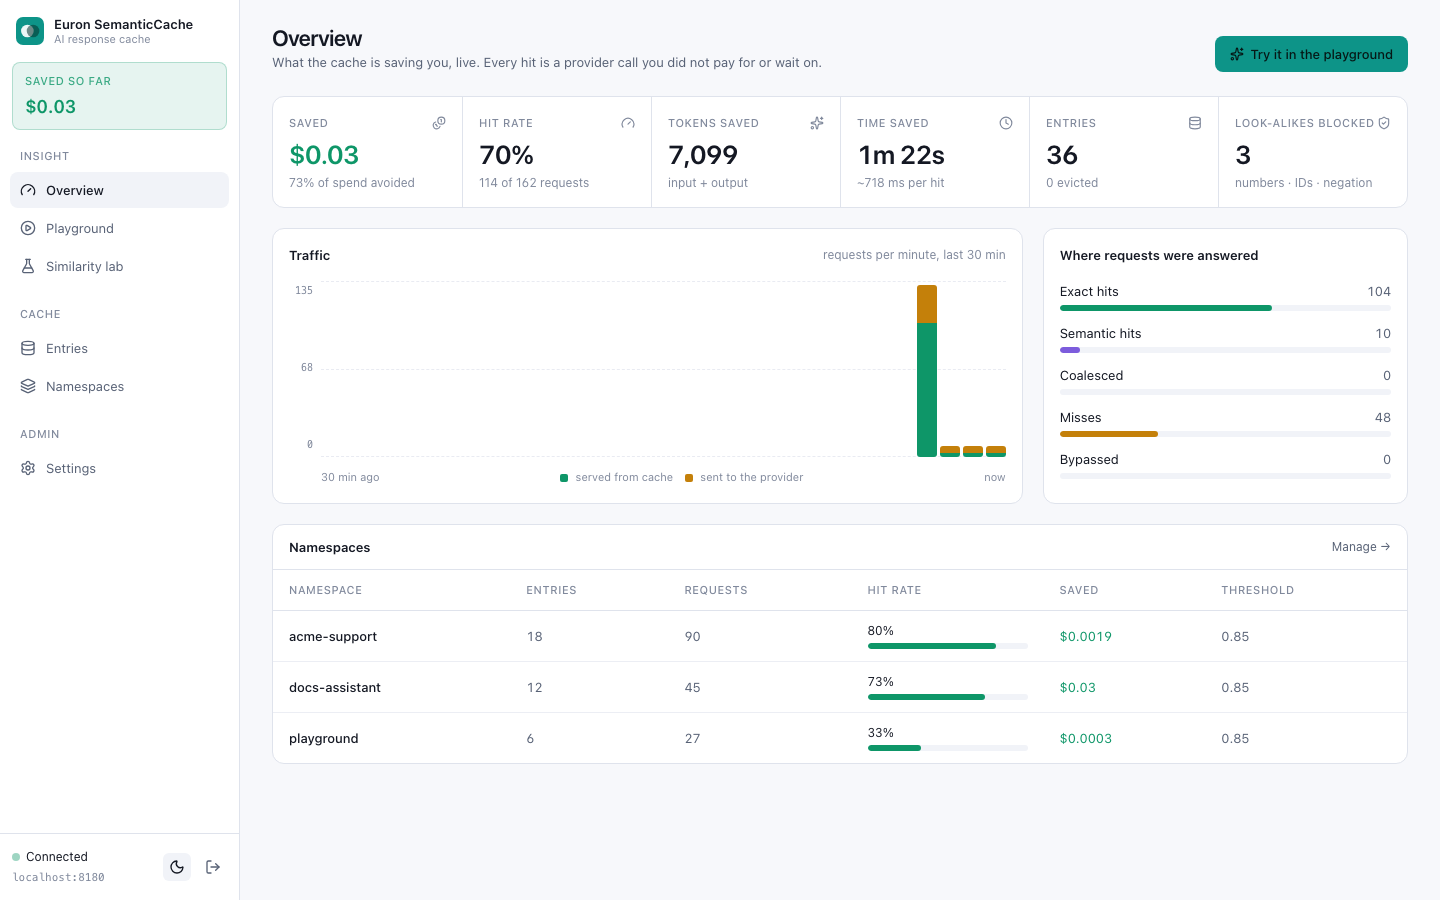 Euron SemanticCache
AI response cache
SAVED SO FAR
$0.03
INSIGHT
Overview
Playground
Similarity lab
CACHE
Entries
Namespaces
ADMIN
Settings
Connected
localhost:8180
Overview
What the cache is saving you, live. Every hit is a provider call you did not pay for or wait on.
Try it in the playground
SAVED
$0.03
73% of spend avoided
HIT RATE
70%
114 of 162 requests
TOKENS SAVED
7,099
input + output
TIME SAVED
1m 22s
~718 ms per hit
ENTRIES
36
0 evicted
LOOK-ALIKES BLOCKED
3
numbers · IDs · negation
Traffic
requests per minute, last 30 min
135
68
0
30 min ago
served from cache
sent to the provider
now
Where requests were answered
Exact hits 104
Semantic hits 10
Coalesced 0
Misses 48
Bypassed 0
Namespaces
Manage →
NAMESPACE ENTRIES REQUESTS HIT RATE SAVED THRESHOLD
acme-support 18 90 80% $0.0019 0.85
docs-assistant 12 45 73% $0.03 0.85
playground 6 27 33% $0.0003 0.85